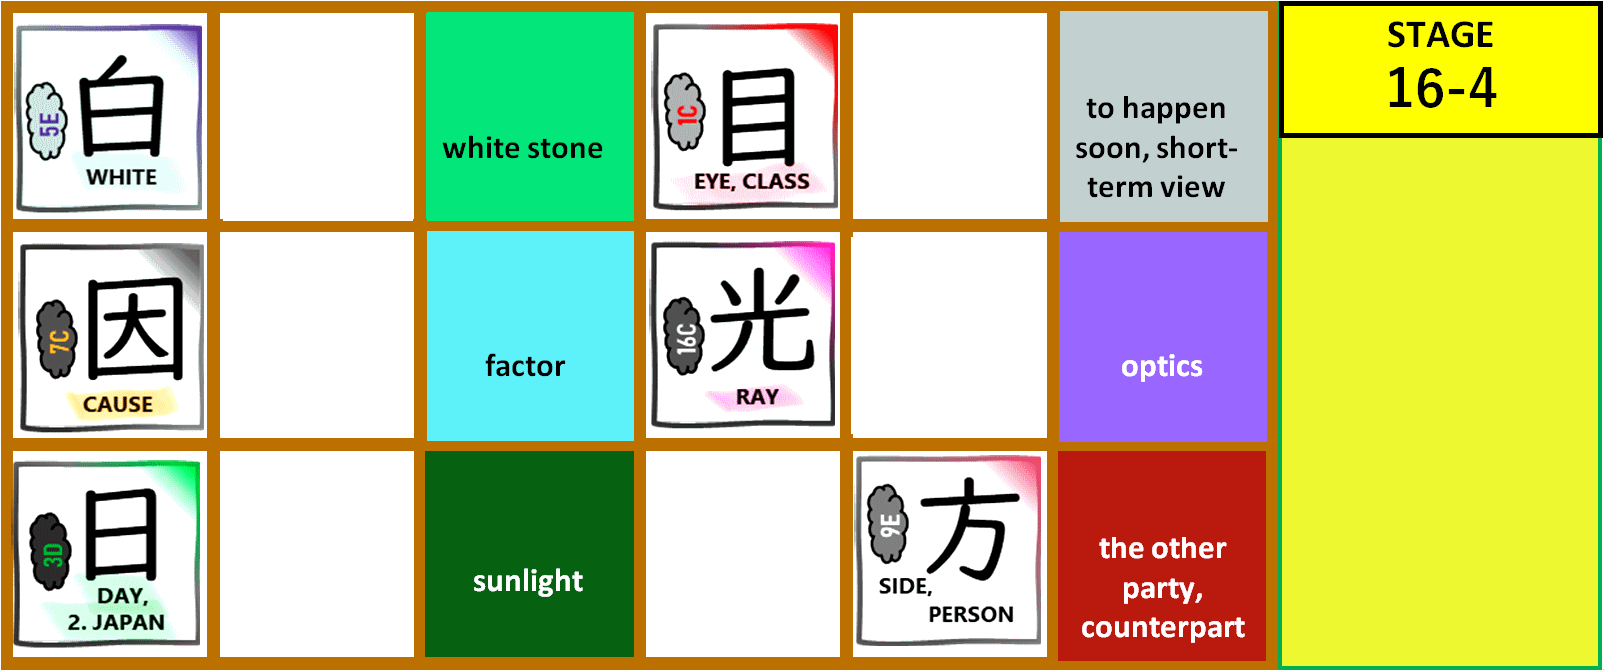 白
5E
WHITE
white stone
目
1C
EYE, CLASS
to happen
soon, short-
term view
STAGE
16-4
因
7C
CAUSE
factor
光
16C
RAY
optics
日
3D
DAY,
2. JAPAN
sunlight
方
9E
SIDE,
PERSON
the other
party,
counterpart